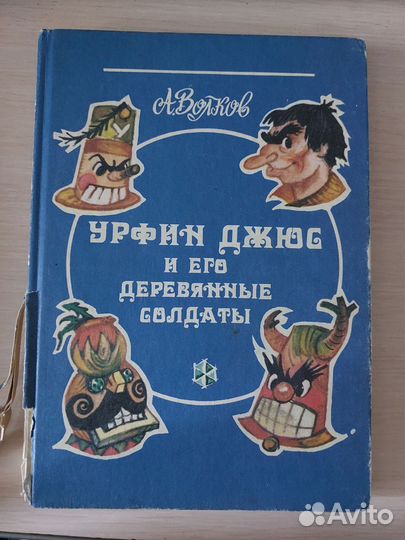 А.Волков
УРФИН ДЖЮС
И ЕГО
ДЕРЕВЯННЫЕ
СОЛДАТЫ
Avito